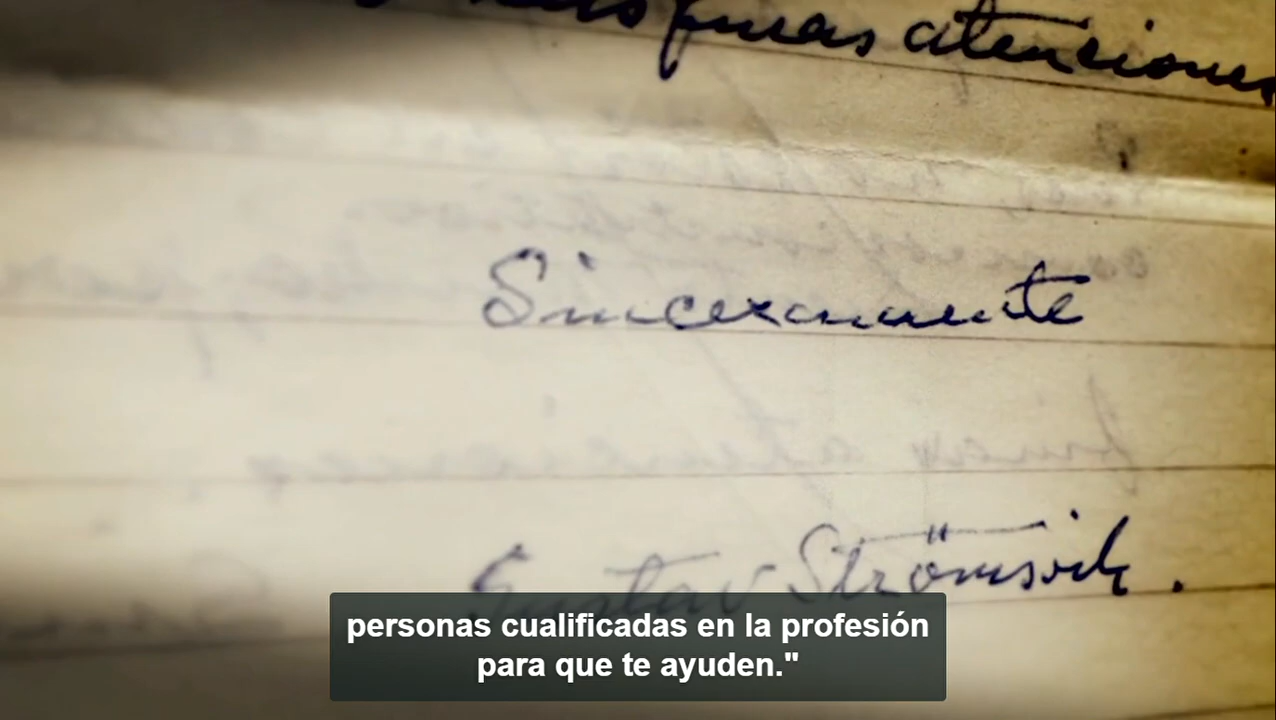 finas atenciones
Sinceramente
Gustav Strömsvik.
personas cualificadas en la profesión
para que te ayuden."